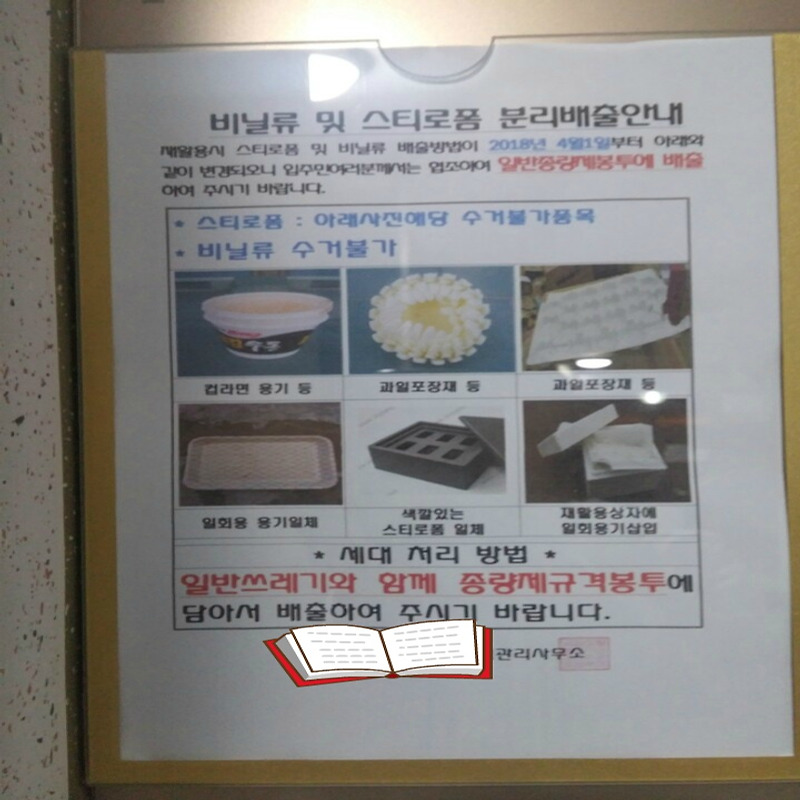 비닐류 및 스티로폼 분리배출안내
재활용시 스티로폼 및 비닐류 배출방법이 2018년 4월1일부터 아래와
같이 변경되오니 입주민여러분께서는 협조하여 일반종량제봉투에 배출
하여 주시기 바랍니다.
* 스티로폼 : 아래사진해당 수거불가품목
* 비닐류 수거불가
컵라면 용기 등
과일포장재 등
과일포장재 등
일회용 용기일체
색깔있는
스티로폼 일체
재활용상자에
일회용기삽입
* 세대 처리 방법 *
일반쓰레기와 함께 종량제규격봉투에
담아서 배출하여 주시기 바랍니다.
관리사무소